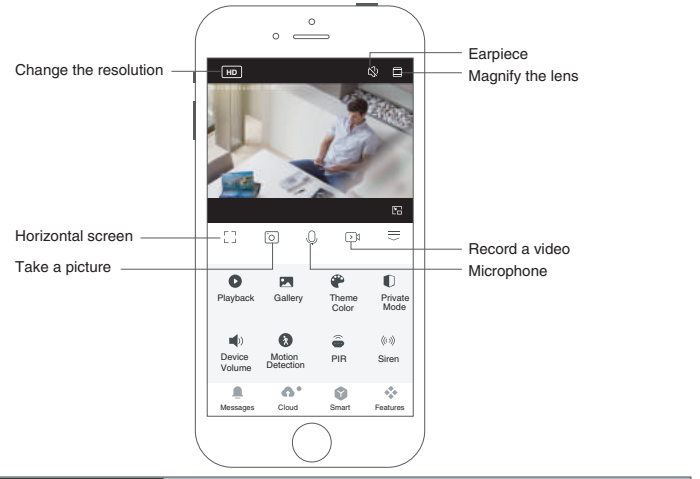 Earpiece
Change the resolution
HD
Magnify the lens
Horizontal screen
Record a video
Take a picture
Microphone
Playback
Gallery
Theme
Color
Private
Mode
Device
Volume
Motion
Detection
PIR
Siren
Messages
Cloud
Smart
Features